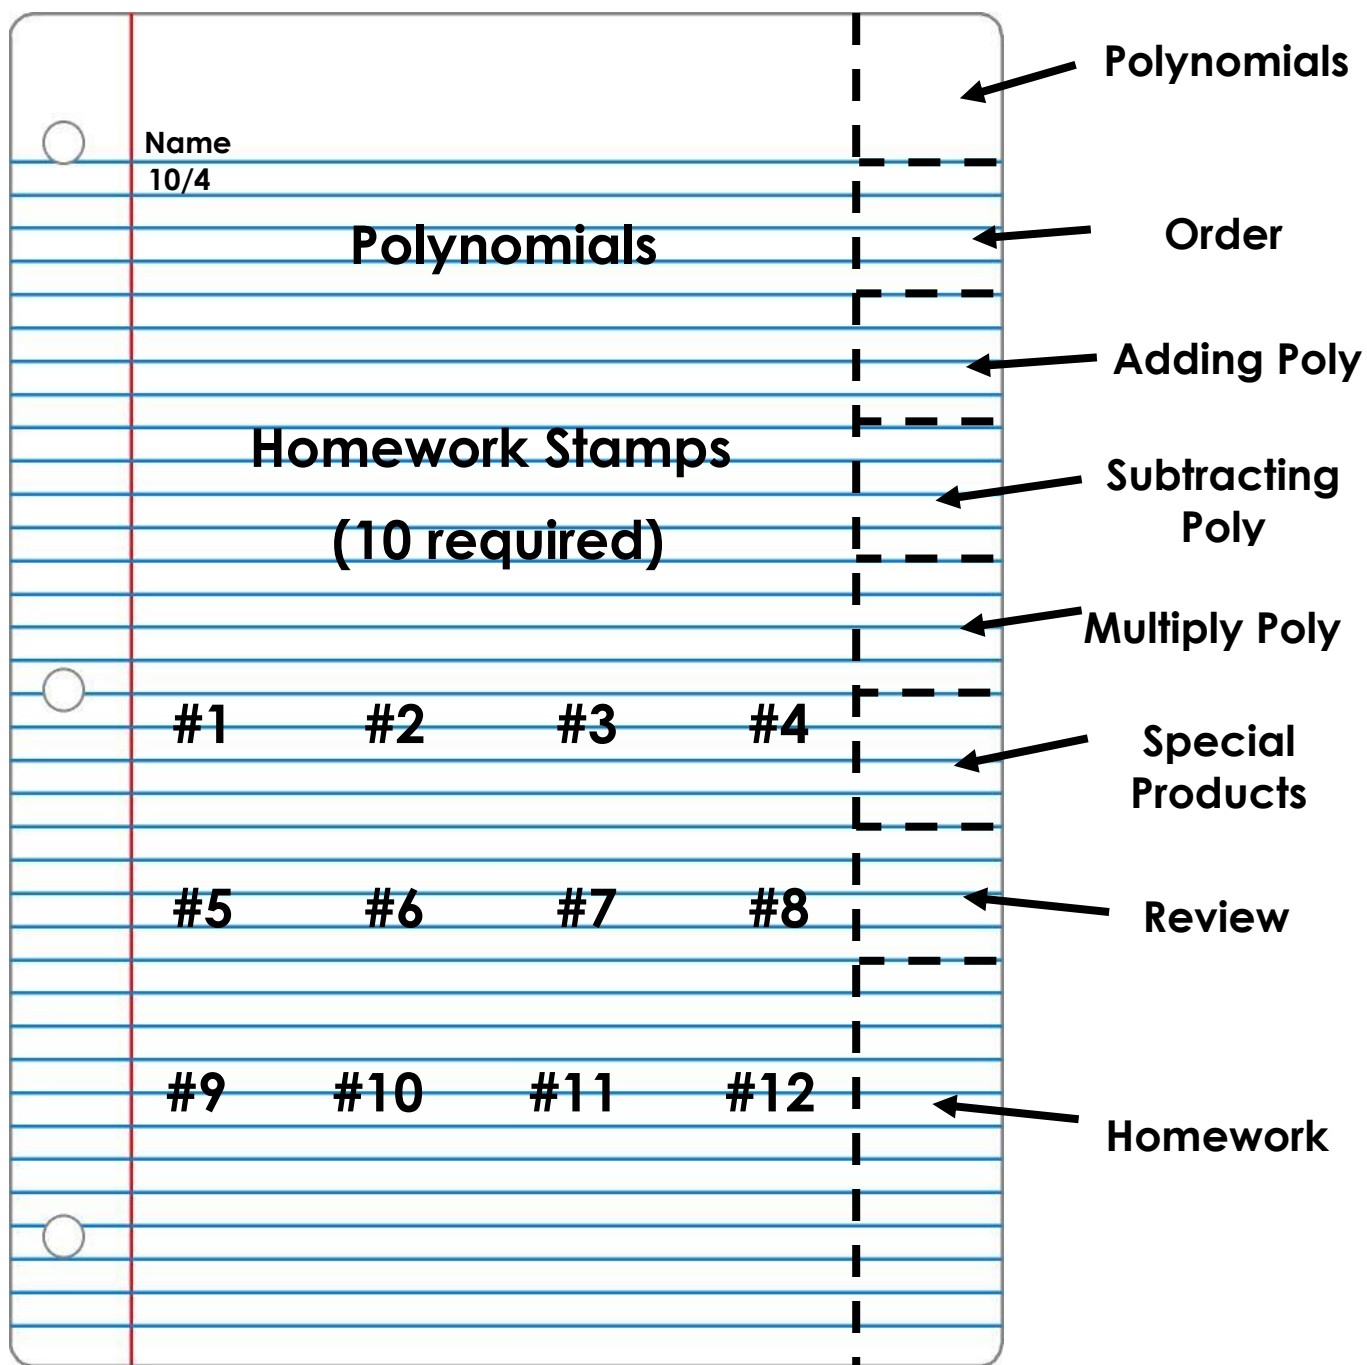 Polynomials
Name
10/4
Order
Polynomials
Adding Poly
Homework Stamps
Subtracting
Poly
(10 required)
Multiply Poly
#1 #2 #3 #4
Special
Products
#5 #6 #7 #8
Review
#9 #10 #11 #12
Homework